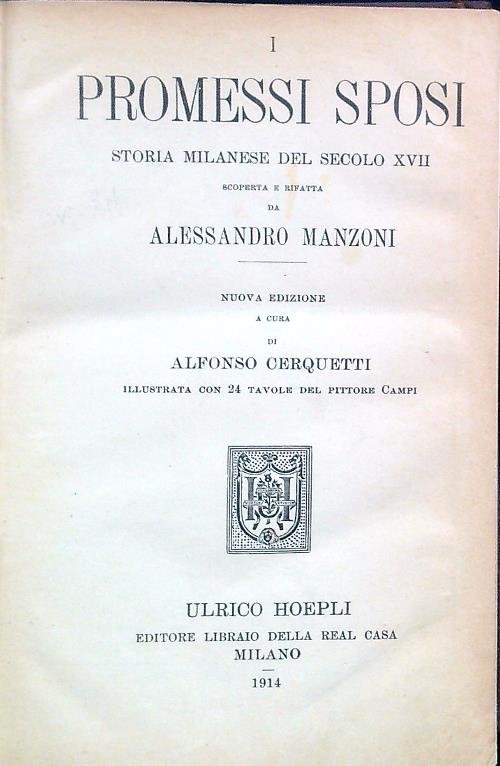 I
PROMESSI SPOSI
STORIA MILANESE DEL SECOLO XVII
SCOPERTA E RIFATTA
DA
ALESSANDRO MANZONI
NUOVA EDIZIONE
A CURA
DI
ALFONSO CERQUETTI
ILLUSTRATA CON 24 TAVOLE DEL PITTORE CAMPI
H
ULRICO HOEPLI
EDITORE LIBRAIO DELLA REAL CASA
MILANO
1914